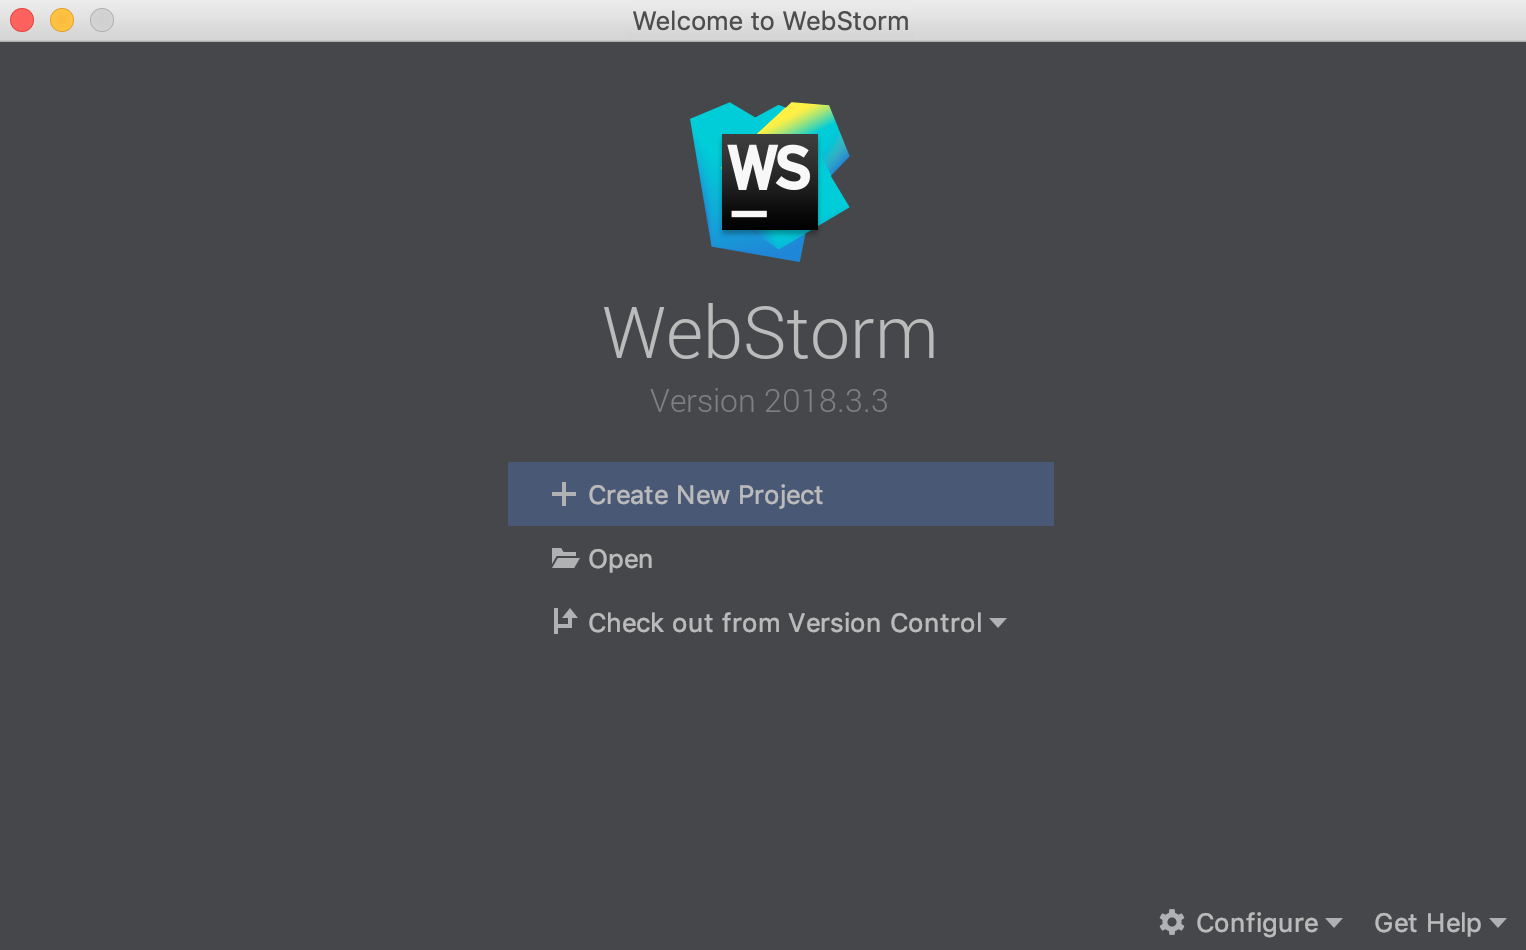 Welcome to WebStorm
WS
WebStorm
Version 2018.3.3
Create New Project
Open
Check out from Version Control
Configure
Get Help